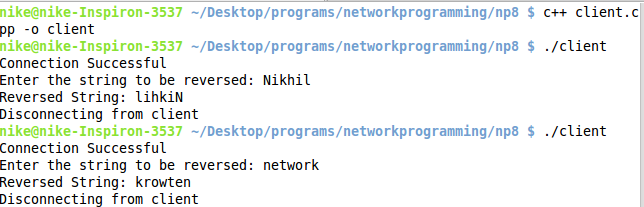 nike@nike-Inspiron-3537 ~/Desktop/programs/networkprogramming/np8 $ c++ client.c
pp -o client
nike@nike-Inspiron-3537 ~/Desktop/programs/networkprogramming/np8 $ ./client
Connection Successful
Enter the string to be reversed: Nikhil
Reversed String: lihkiN
Disconnecting from client
nike@nike-Inspiron-3537 ~/Desktop/programs/networkprogramming/np8 $ ./client
Connection Successful
Enter the string to be reversed: network
Reversed String: krowten
Disconnecting from client